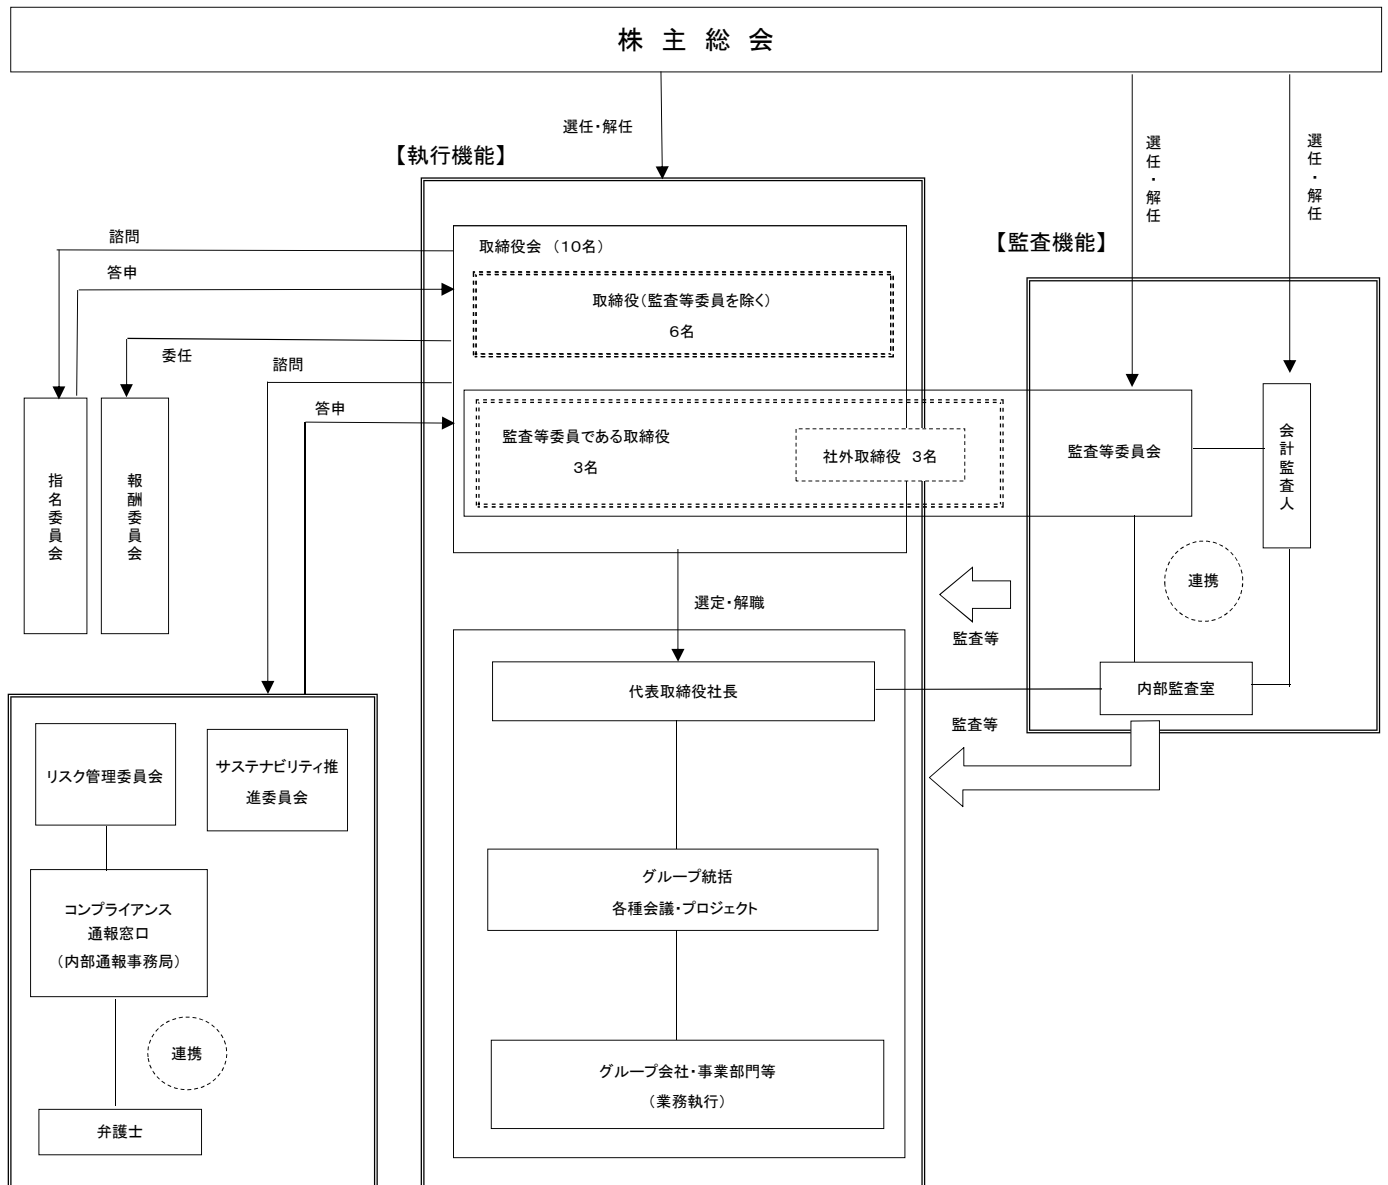 株主総会
選任・解任
【執行機能】
選任・解任
選任・解任
【監査機能】
諮問
答申
委任
諮問
答申
取締役会（10名）
取締役（監査等委員を除く）
6名
監査等委員である取締役
3名
社外取締役 3名
監査等委員会
会計監査人
指名委員会
報酬委員会
連携
選定・解職
監査等
代表取締役社長
内部監査室
監査等
リスク管理委員会
サステナビリティ推
進委員会
グループ統括
各種会議・プロジェクト
コンプライアンス
通報窓口
（内部通報事務局）
連携
グループ会社・事業部門等
（業務執行）
弁護士